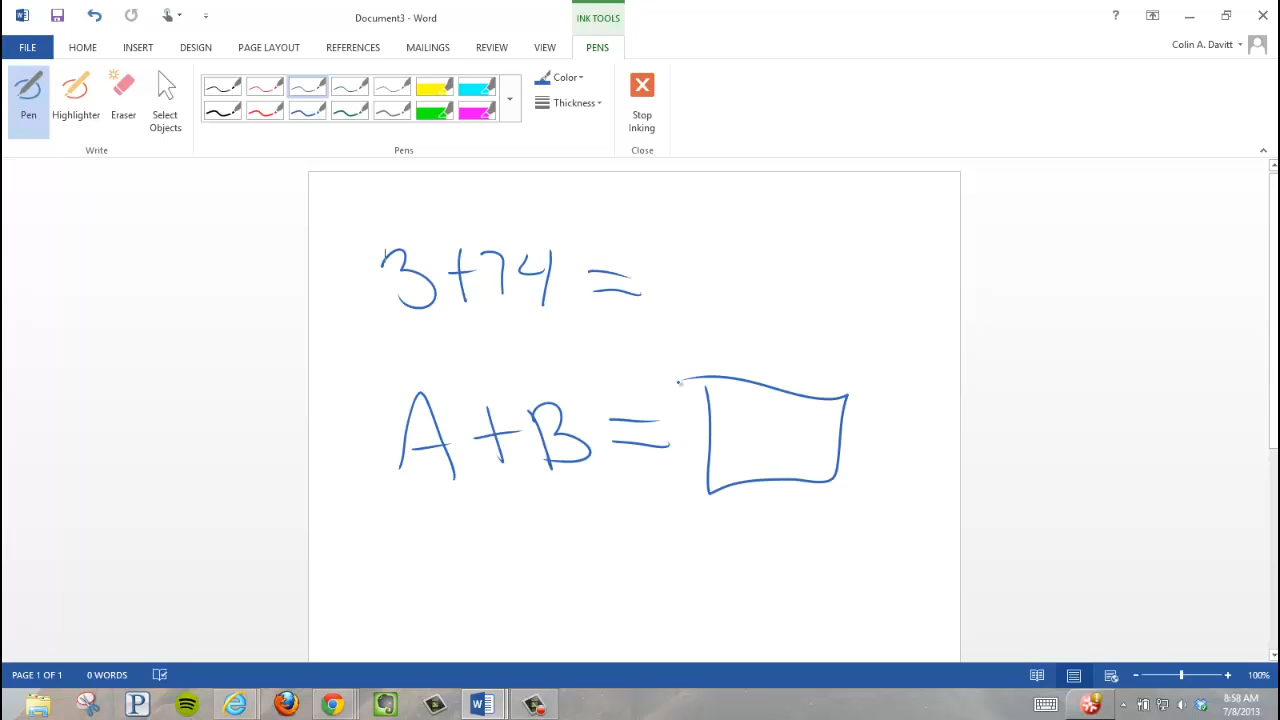 Document3 - Word
INK TOOLS
FILE
HOME
INSERT
DESIGN
PAGE LAYOUT
REFERENCES
MAILINGS
REVIEW
VIEW
PENS
Colin A. Davitt
Pen
Highlighter
Eraser
Select Objects
Color
Thickness
Stop Inking
Write
Pens
Close
3+74 =
A+B=
PAGE 1 OF 1
0 WORDS
100%
8:58 AM
7/8/2013